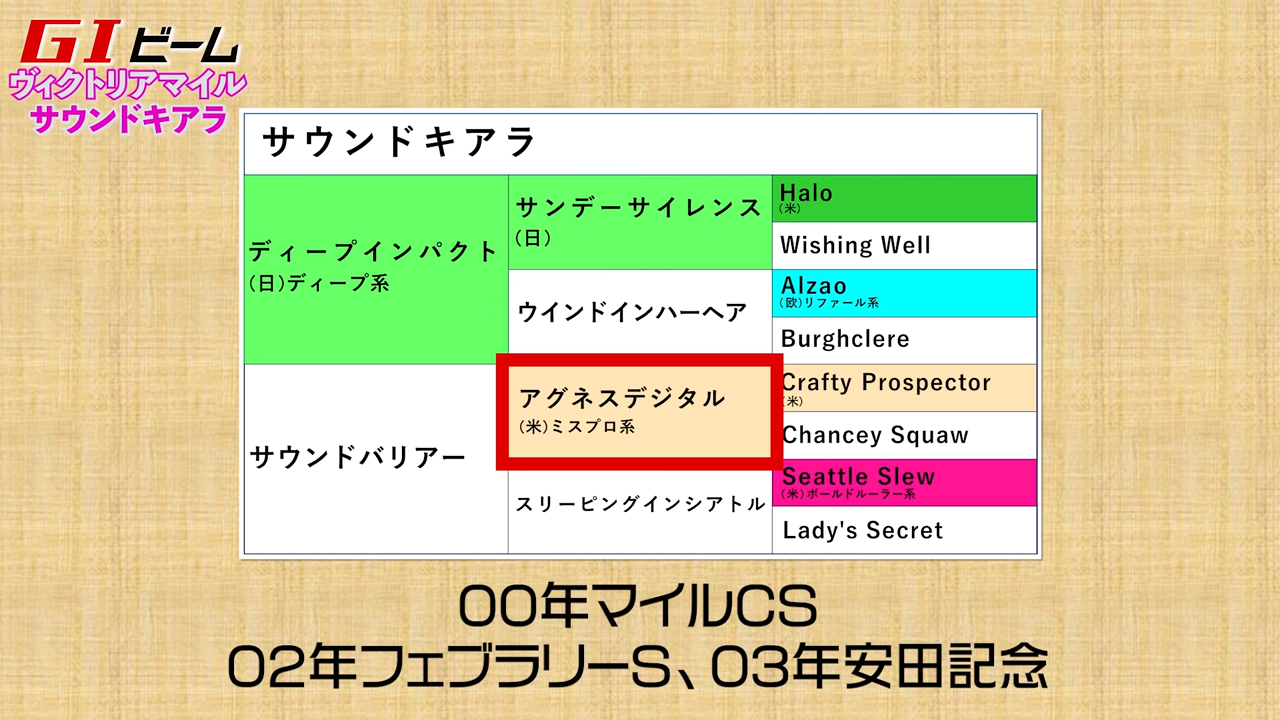 GIビーム
ヴィクトリアマイル
サウンドキアラ
サウンドキアラ
ディープインパクト
(日)ディープ系
サンデーサイレンス
(日)
Halo
(米)
Wishing Well
ウインドインハーヘア
Alzao
(欧)リファール系
Burghclere
サウンドバリアー
アグネスデジタル
(米)ミスプロ系
Crafty Prospector
(米)
Chancey Squaw
スリーピングインシアトル
Seattle Slew
(米)ボールドルーラー系
Lady's Secret
00年マイルCS
02年フェブラリーS、03年安田記念